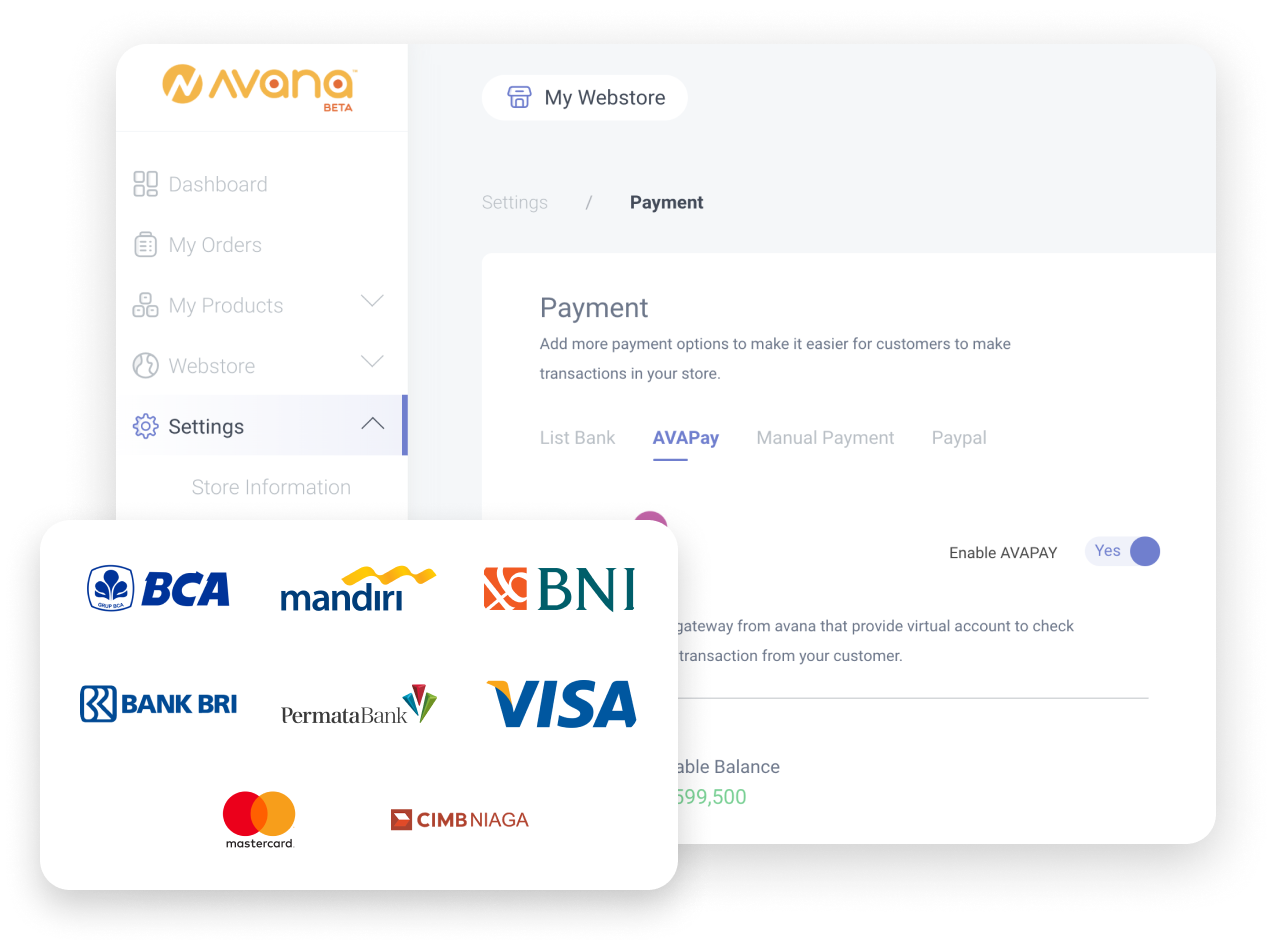 Avana™
BETA
My Webstore
Dashboard
My Orders
My Products
Webstore
Settings
Store Information
Settings / Payment
Payment
Add more payment options to make it easier for customers to make
transactions in your store.
List Bank AVAPay Manual Payment Paypal
Enable AVAPAY Yes
gateway from avana that provide virtual account to check
transaction from your customer.
able Balance
599,500
GRUP BCA BCA
mandiri
BNI
BANK BRI
PermataBank
VISA
mastercard.
CIMB NIAGA